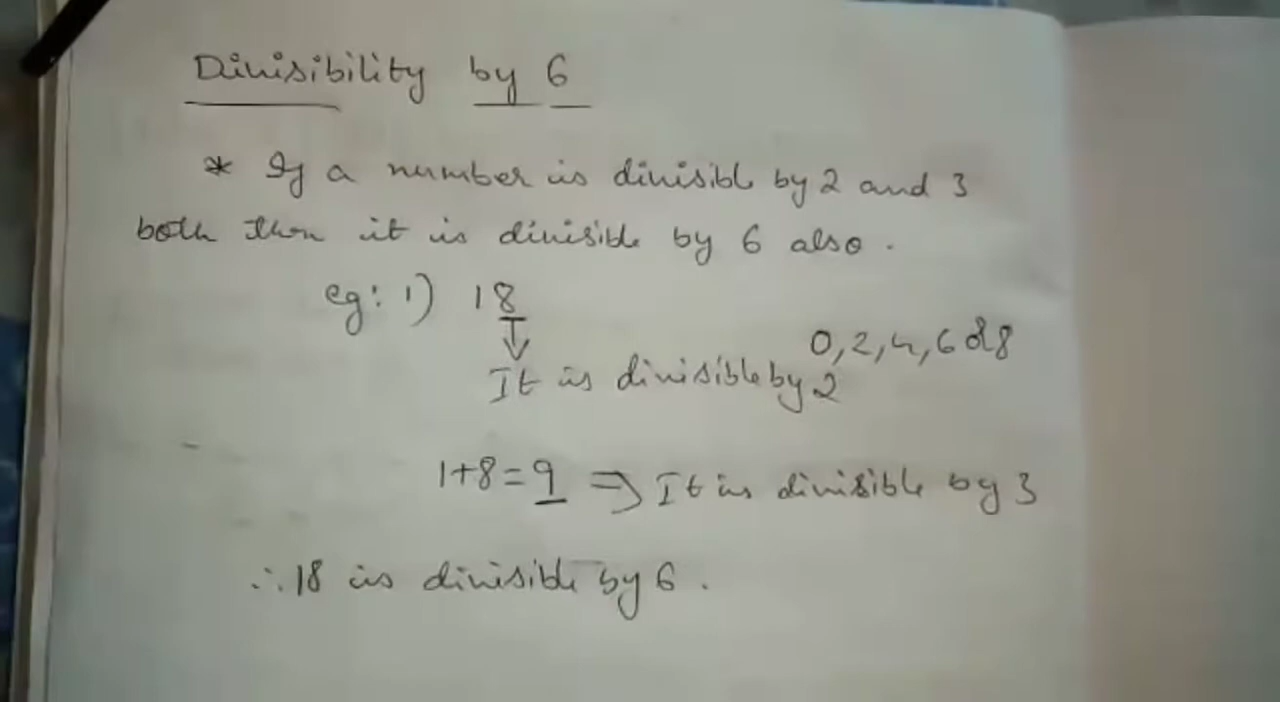 Divisibility by 6
* If a number is divisible by 2 and 3
both then it is divisible by 6 also.
eg: 1) 18
0, 2, 4, 6 or 8
It is divisible by 2
1+8=9 ⇒ It is divisible by 3
∴ 18 is divisible by 6.